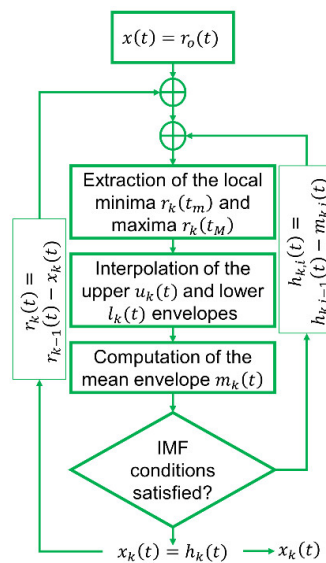 x(t) = r_o(t)
Extraction of the local
minima r_k(t_m) and
maxima r_k(t_M)
Interpolation of the
upper u_k(t) and lower
l_k(t) envelopes
Computation of the
mean envelope m_k(t)
IMF
conditions
satisfied?
x_k(t) = h_k(t)
x_k(t)
r_k(t) =
r_{k-1}(t) − x_k(t)
h_{k,i}(t) =
h_{k,i-1}(t) − m_{k,i}(t)